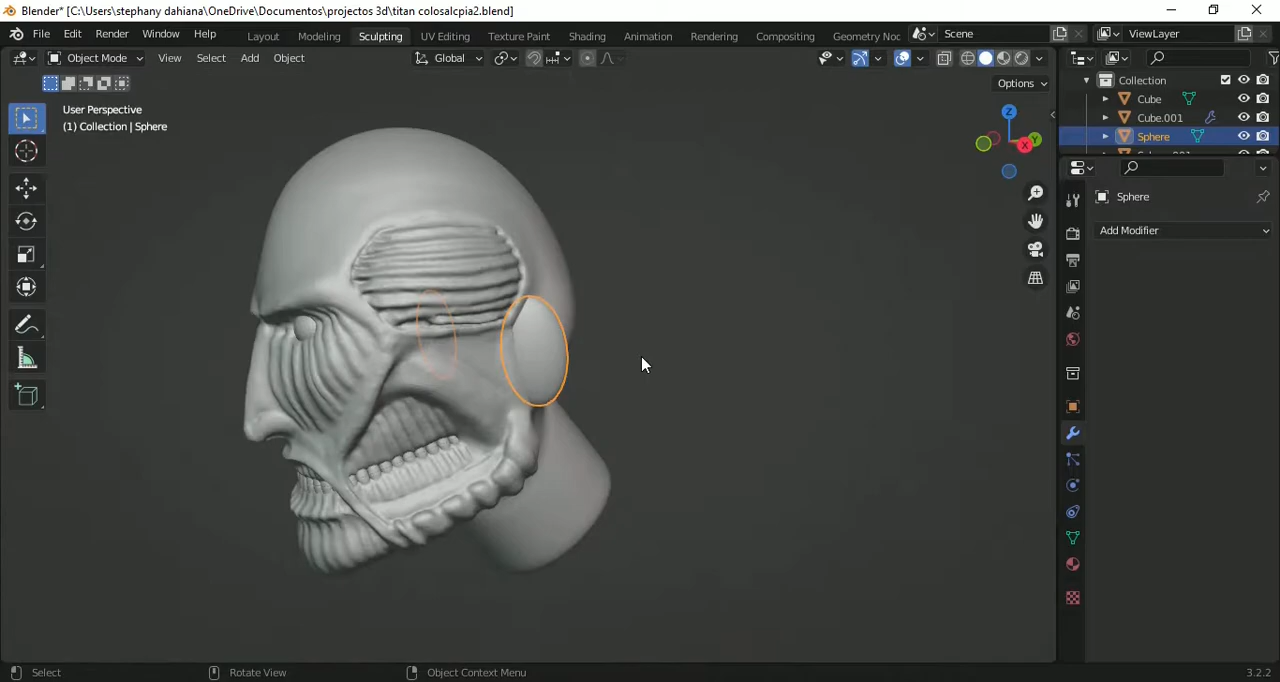 Blender* [C:\Users\stephany dahiana\OneDrive\Documentos\projectos 3d\titan colosalcpia2.blend]
File Edit Render Window Help Layout Modeling Sculpting UV Editing Texture Paint Shading Animation Rendering Compositing Geometry Noc Scene ViewLayer
Object Mode View Select Add Object Global
Options
User Perspective
(1) Collection | Sphere
Collection
Cube
Cube.001
Sphere
Sphere
Add Modifier
X
Y
Z
Select Rotate View Object Context Menu 3.2.2